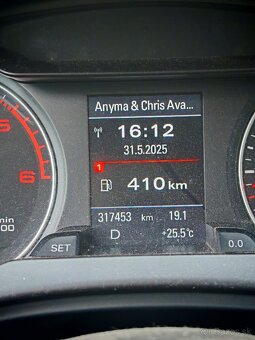 Anyma & Chris Ava...
16:12
31.5.2025
1
410 km
317453 km 19.1
D +25.5°C
SET
0.0
5
6